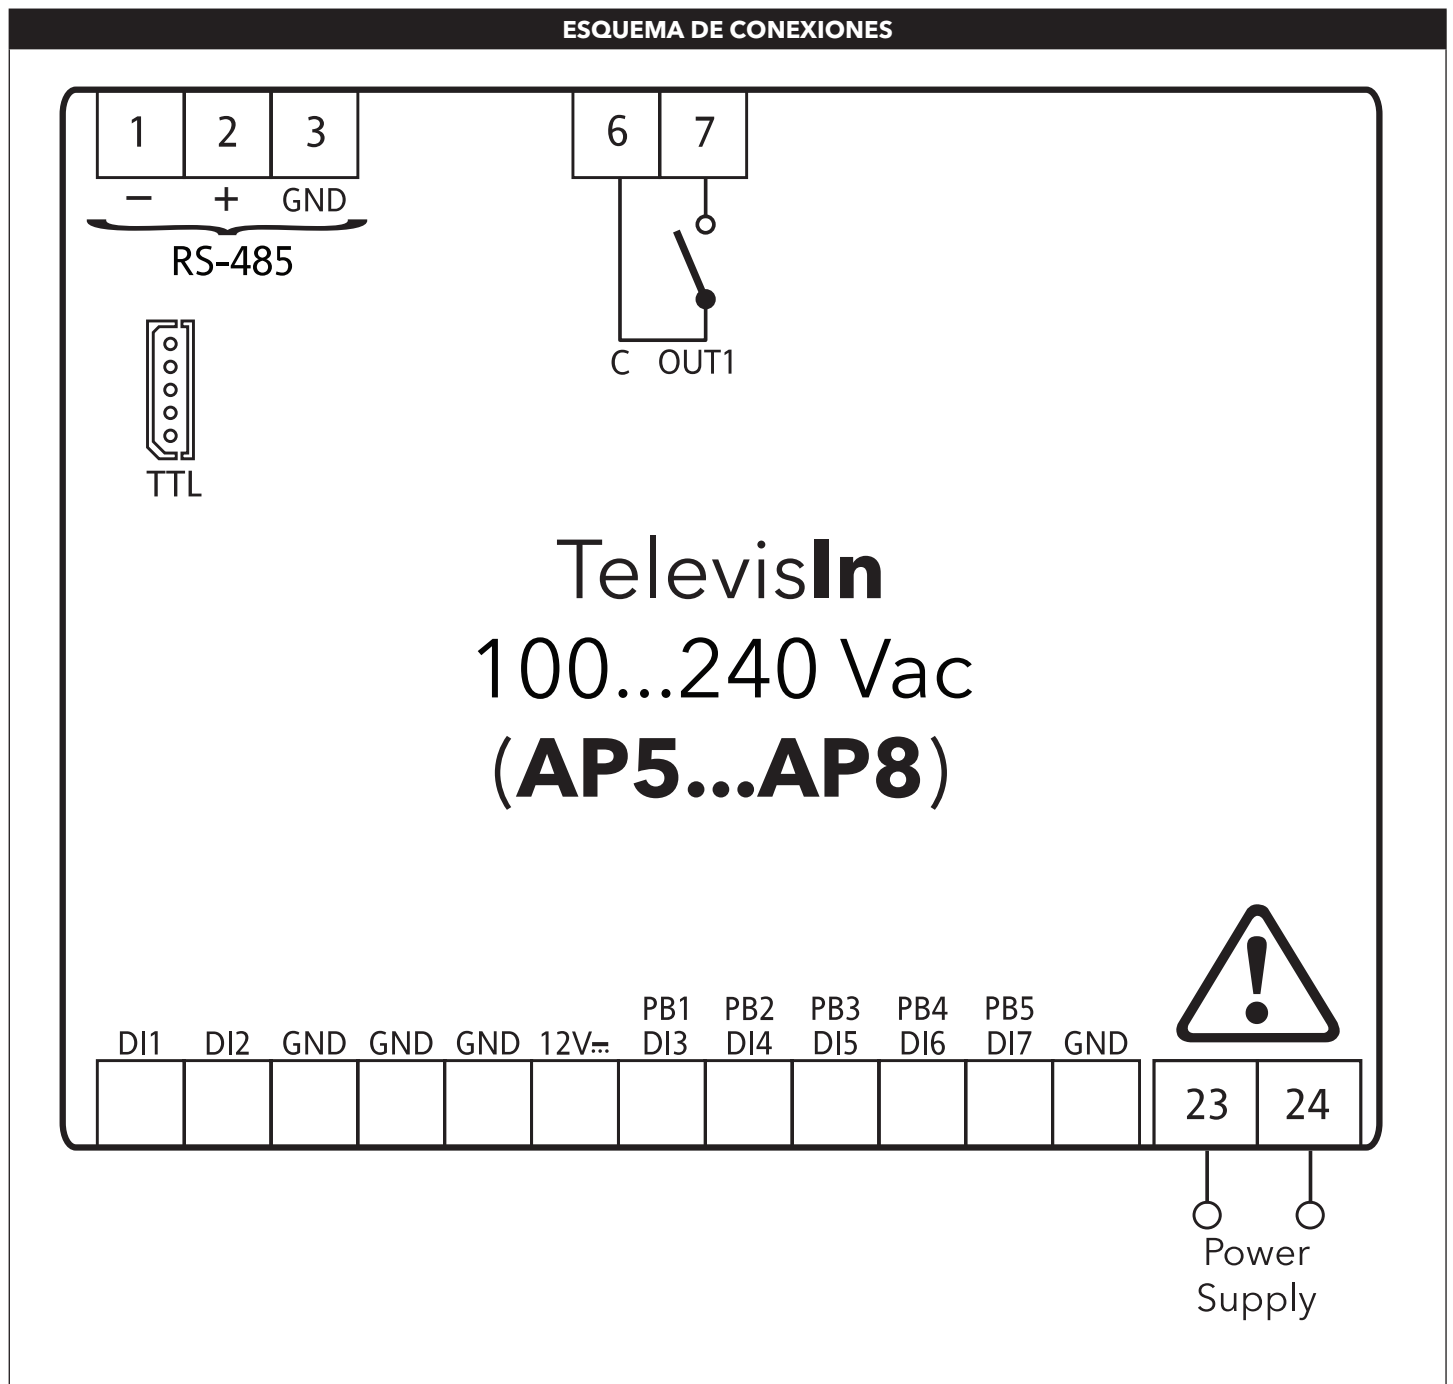 ESQUEMA DE CONEXIONES
1 2 3 6 7
− + GND
RS-485
C OUT1
TTL
TelevisIn
100...240 Vac
(AP5...AP8)
PB1 PB2 PB3 PB4 PB5
DI1 DI2 GND GND GND 12V⎓ DI3 DI4 DI5 DI6 DI7 GND
23 24
Power
Supply